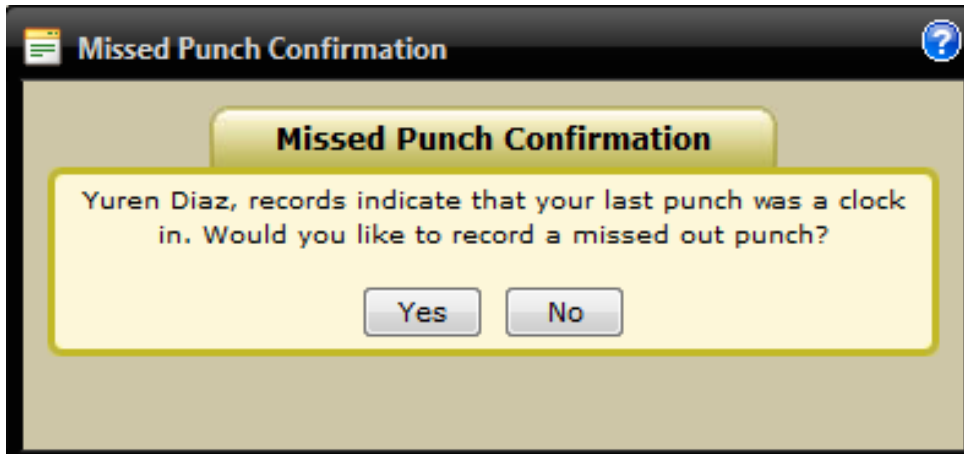 Missed Punch Confirmation
?
Missed Punch Confirmation
Yuren Diaz, records indicate that your last punch was a clock
in. Would you like to record a missed out punch?
Yes No